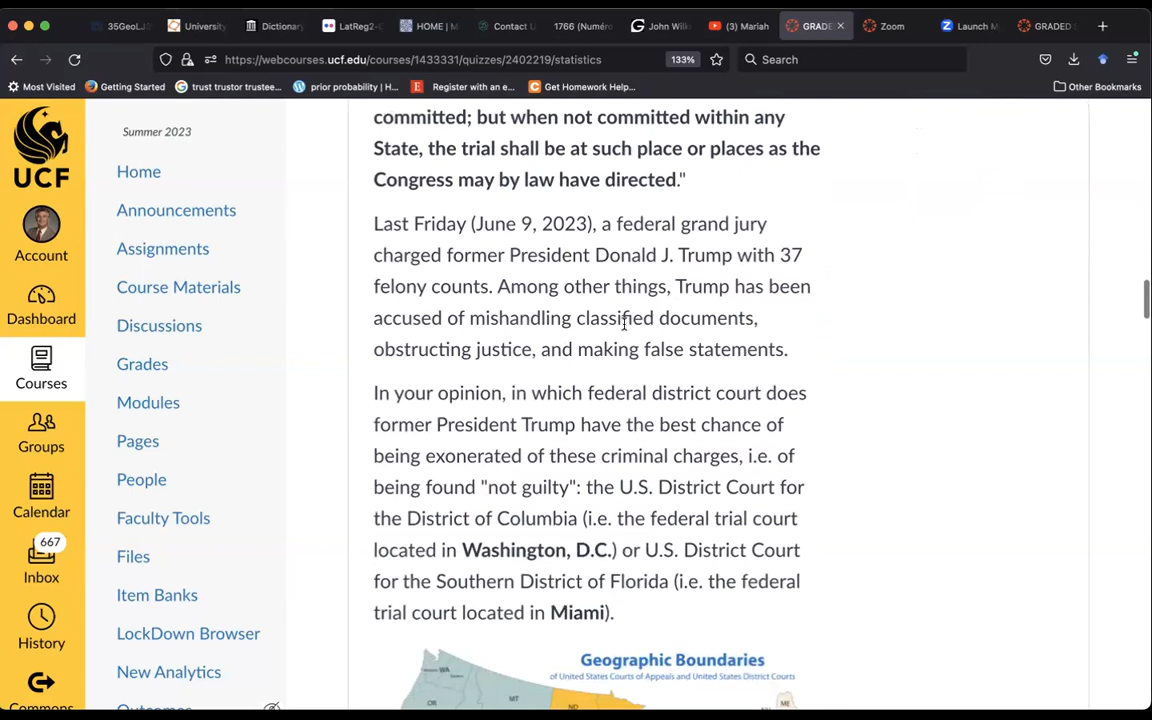 35GeoLJ
University
Dictionary
LatReg2-
HOME | M
Contact U
1766 (Numéro
John Wilk
(3) Mariah
GRADE
Zoom
Launch M
GRADED
https://webcourses.ucf.edu/courses/1433331/quizzes/2402219/statistics
133%
Search
Most Visited
Getting Started
trust trustor trustee...
prior probability | H...
Register with an e...
Get Homework Help...
Other Bookmarks
UCF
Account
Dashboard
Courses
Groups
Calendar
667
Inbox
History
Commons
Summer 2023
Home
Announcements
Assignments
Course Materials
Discussions
Grades
Modules
Pages
People
Faculty Tools
Files
Item Banks
LockDown Browser
New Analytics
committed; but when not committed within any
State, the trial shall be at such place or places as the
Congress may by law have directed."
Last Friday (June 9, 2023), a federal grand jury
charged former President Donald J. Trump with 37
felony counts. Among other things, Trump has been
accused of mishandling classified documents,
obstructing justice, and making false statements.
In your opinion, in which federal district court does
former President Trump have the best chance of
being exonerated of these criminal charges, i.e. of
being found "not guilty": the U.S. District Court for
the District of Columbia (i.e. the federal trial court
located in Washington, D.C.) or U.S. District Court
for the Southern District of Florida (i.e. the federal
trial court located in Miami).
Geographic Boundaries
of United States Courts of Appeals and United States District Courts
WA
OR
MT
ND
ME